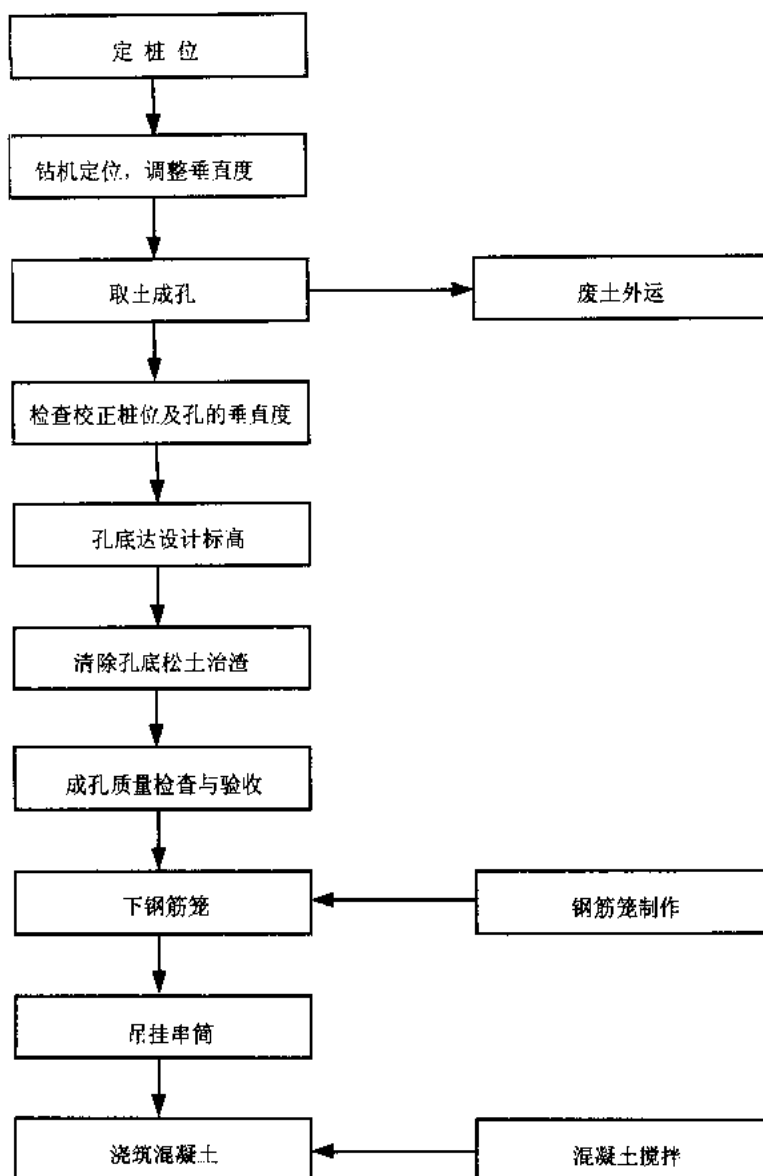 定 桩 位
钻机定位，调整垂直度
取土成孔
废土外运
检查校正桩位及孔的垂直度
孔底达设计标高
清除孔底松土治渣
成孔质量检查与验收
下钢筋笼
钢筋笼制作
吊挂串筒
浇筑混凝土
混凝土搅拌